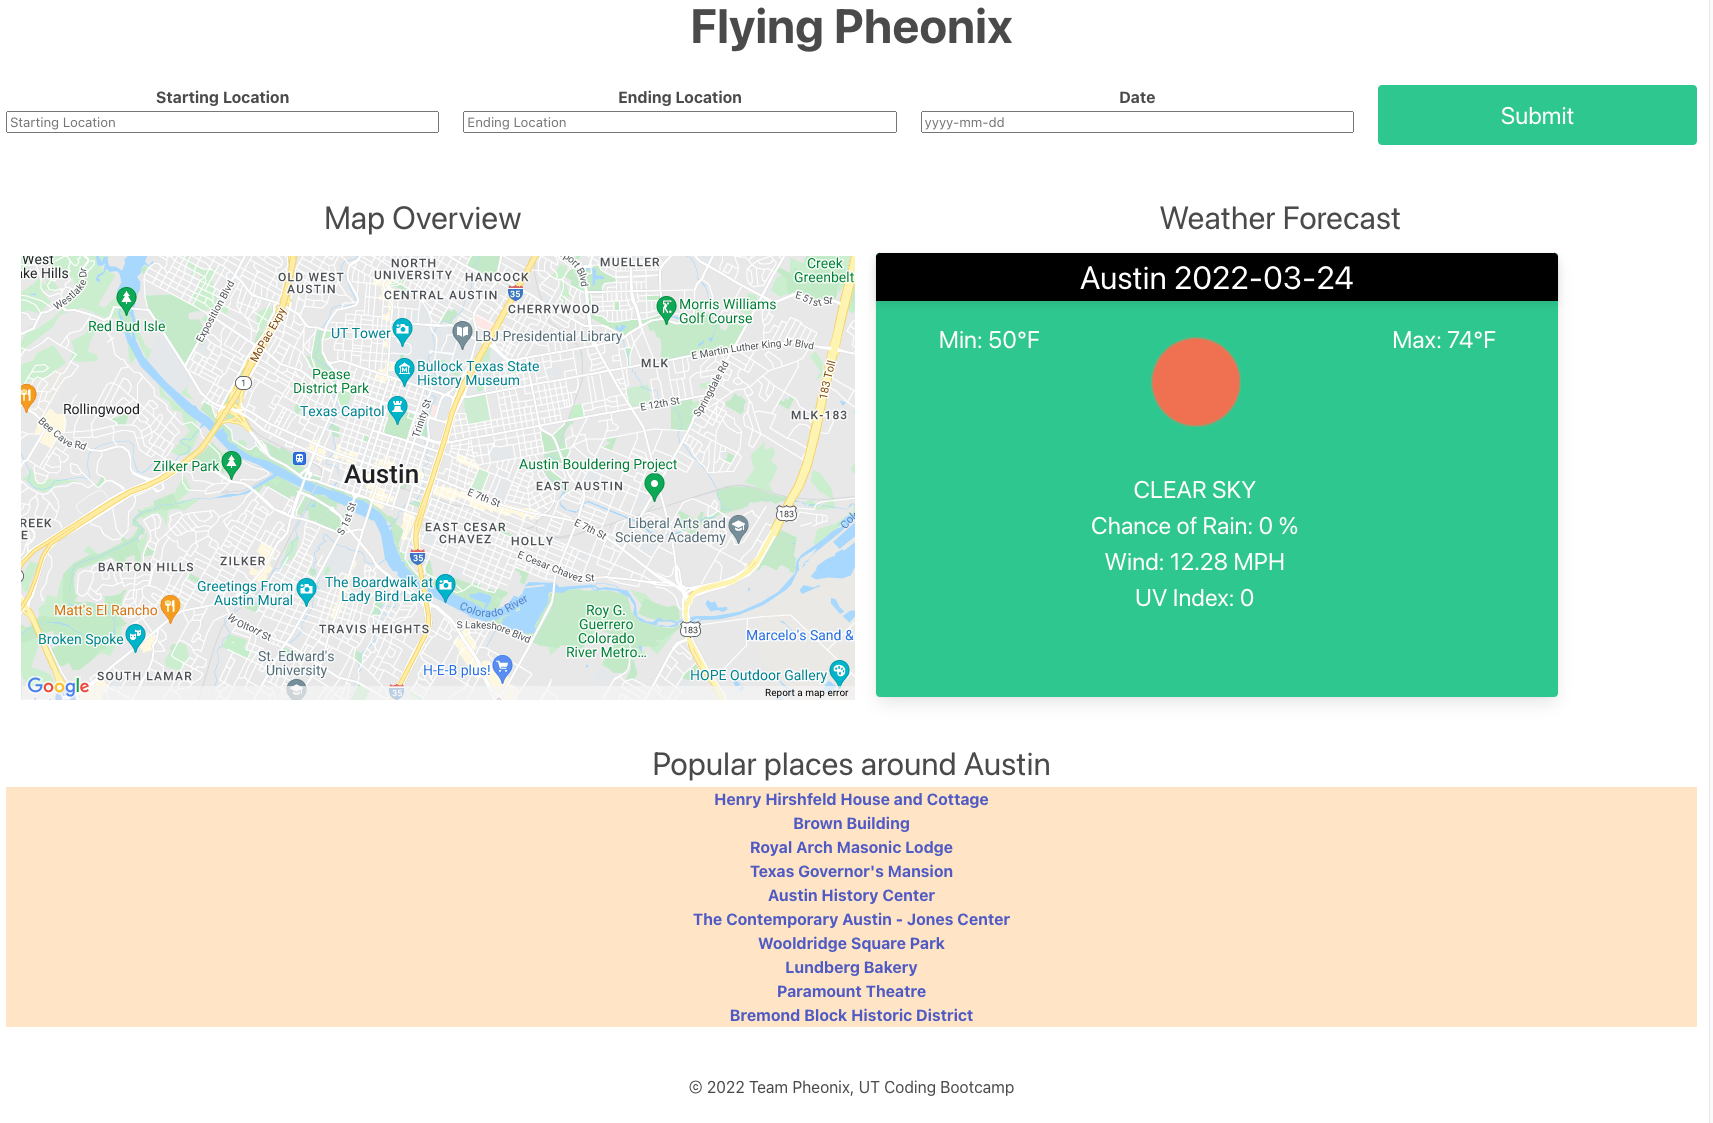 Flying Pheonix
Starting Location
Ending Location
Date
Starting Location
Ending Location
yyyy-mm-dd
Submit
Map Overview
West
ke Hills
Westlake Dr
Red Bud Isle
Exposition Blvd
MoPac Expy
OLD WEST
AUSTIN
NORTH
UNIVERSITY
HANCOCK
35
CENTRAL AUSTIN
CHERRYWOOD
port Blvd
MUELLER
Creek
Greenbelt
E 51st St
Morris Williams
Golf Course
UT Tower
LBJ Presidential Library
E Martin Luther King Jr Blvd
MLK
183 Toll
Springdale Rd
Bullock Texas State
History Museum
Pease
District Park
1
Texas Capitol
Trinity St
E 12th St
MLK-183
Rollingwood
Bee Cave Rd
Zilker Park
Austin
Austin Bouldering Project
EAST AUSTIN
E 7th St
S 1st St
E 7th St
183
REEK
E
EAST CESAR
CHAVEZ
HOLLY
Liberal Arts and
Science Academy
35
E Cesar Chavez St
ZILKER
BARTON HILLS
Greetings From
Austin Mural
The Boardwalk at
Lady Bird Lake
Colorado River
Matt's El Rancho
W Oltorf St
TRAVIS HEIGHTS
S Lakeshore Blvd
Roy G.
Guerrero
Colorado
River Metro...
183
Marcelo's Sand &
Broken Spoke
St. Edward's
University
SOUTH LAMAR
H-E-B plus!
HOPE Outdoor Gallery
Google
35
Report a map error
Weather Forecast
Austin 2022-03-24
Min: 50°F
Max: 74°F
CLEAR SKY
Chance of Rain: 0 %
Wind: 12.28 MPH
UV Index: 0
Popular places around Austin
Henry Hirshfeld House and Cottage
Brown Building
Royal Arch Masonic Lodge
Texas Governor's Mansion
Austin History Center
The Contemporary Austin - Jones Center
Wooldridge Square Park
Lundberg Bakery
Paramount Theatre
Bremond Block Historic District
© 2022 Team Pheonix, UT Coding Bootcamp